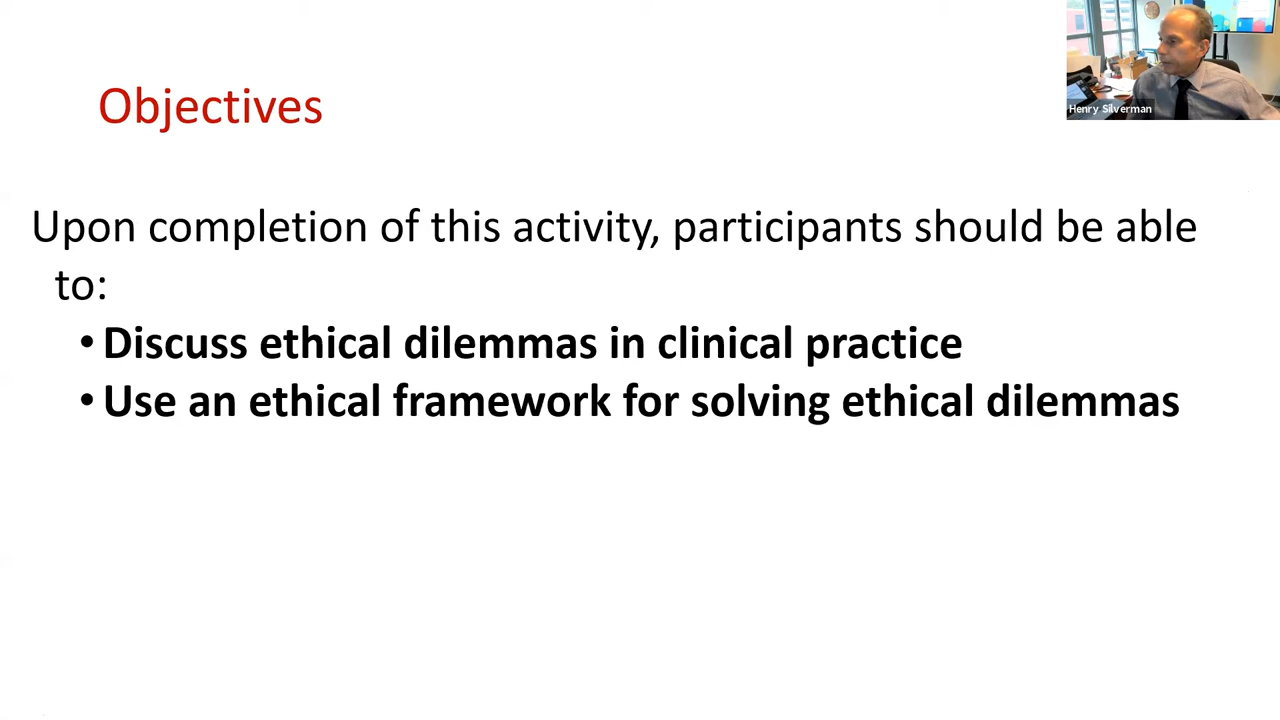 Objectives
Henry Silverman
Upon completion of this activity, participants should be able
to:
• Discuss ethical dilemmas in clinical practice
• Use an ethical framework for solving ethical dilemmas